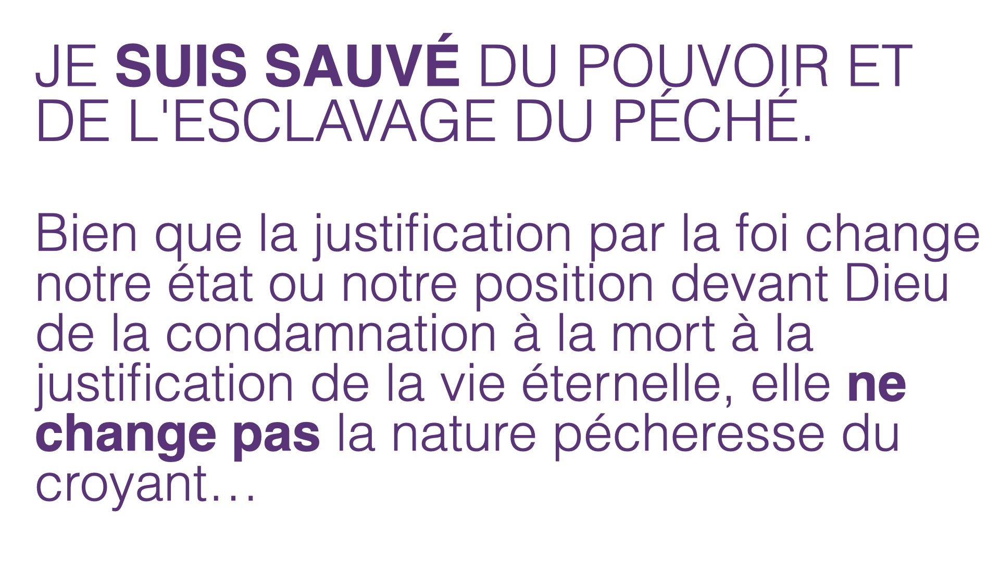 JE SUIS SAUVÉ DU POUVOIR ET
DE L'ESCLAVAGE DU PÉCHÉ.
Bien que la justification par la foi change
notre état ou notre position devant Dieu
de la condamnation à la mort à la
justification de la vie éternelle, elle ne
change pas la nature pécheresse du
croyant…